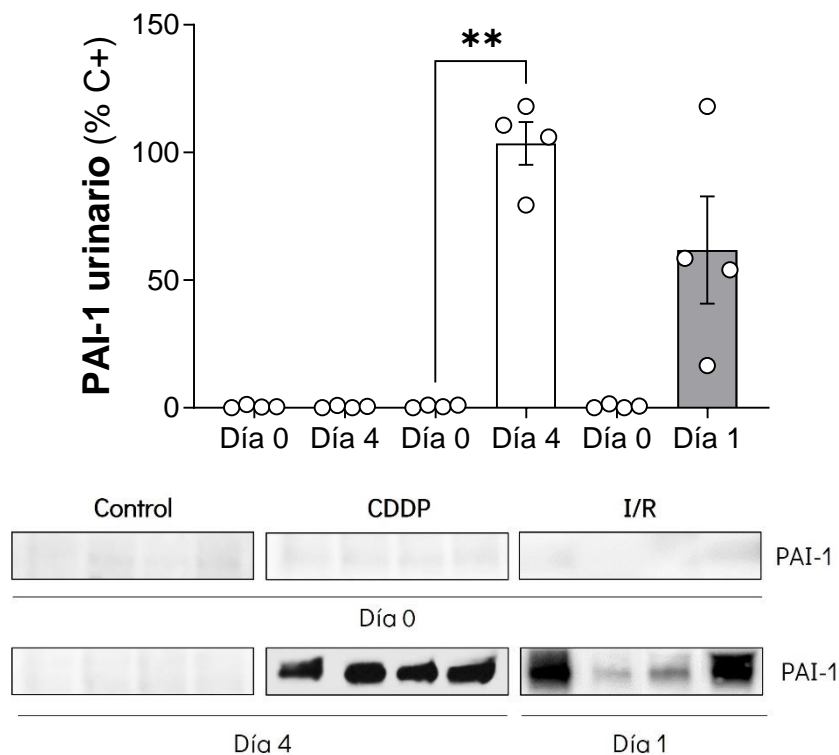 150
**
100
50
0
PAI-1 urinario (% C+)
Día 0 Día 4 Día 0 Día 4 Día 0 Día 1
Control CDDP I/R
PAI-1
Día 0
PAI-1
Día 4 Día 1